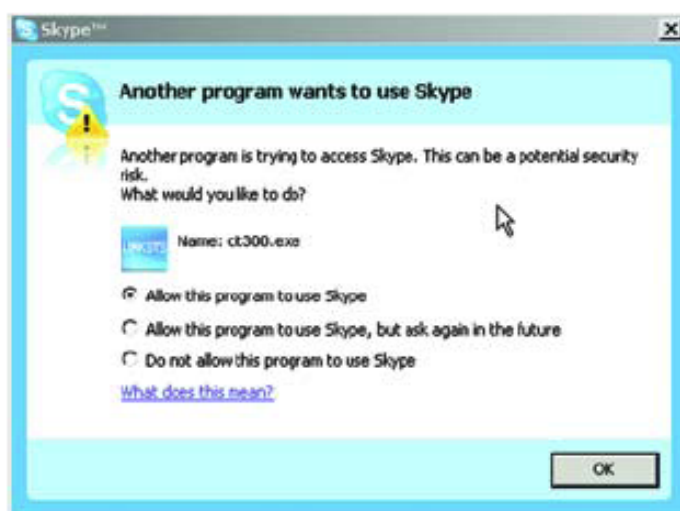 Skype™
Another program wants to use Skype
Another program is trying to access Skype. This can be a potential security
risk.
What would you like to do?
LINKSYS
Name: ct300.exe
Allow this program to use Skype
Allow this program to use Skype, but ask again in the future
Do not allow this program to use Skype
What does this mean?
OK